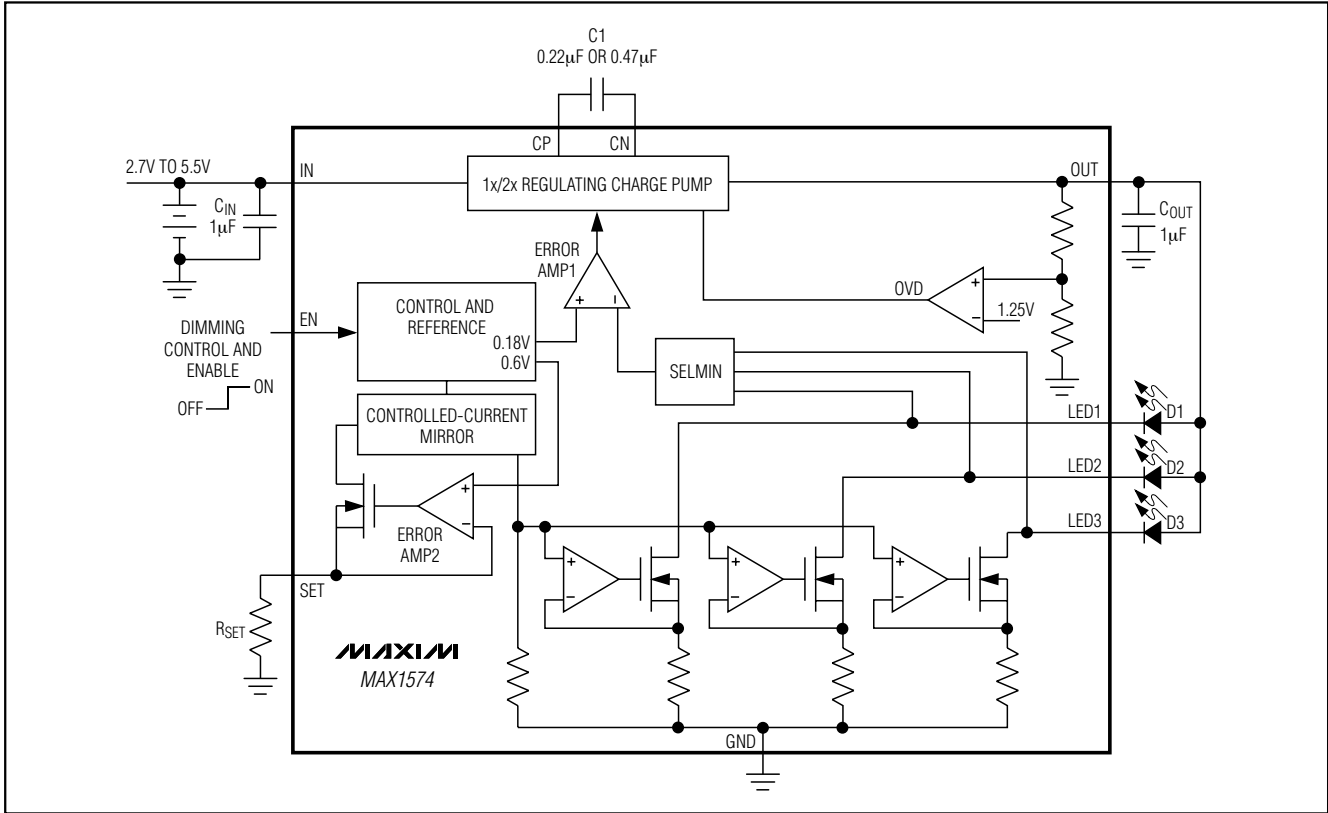 C1
0.22µF OR 0.47µF
CP
CN
2.7V TO 5.5V
IN
1x/2x REGULATING CHARGE PUMP
OUT
CIN
1µF
COUT
1µF
ERROR
AMP1
+
–
OVD
+
–
1.25V
EN
CONTROL AND
REFERENCE
0.18V
0.6V
DIMMING
CONTROL AND
ENABLE
ON
OFF
SELMIN
CONTROLLED-CURRENT
MIRROR
LED1
D1
LED2
D2
LED3
D3
+
–
ERROR
AMP2
+
–
+
–
+
–
SET
RSET
MAXIM
MAX1574
GND